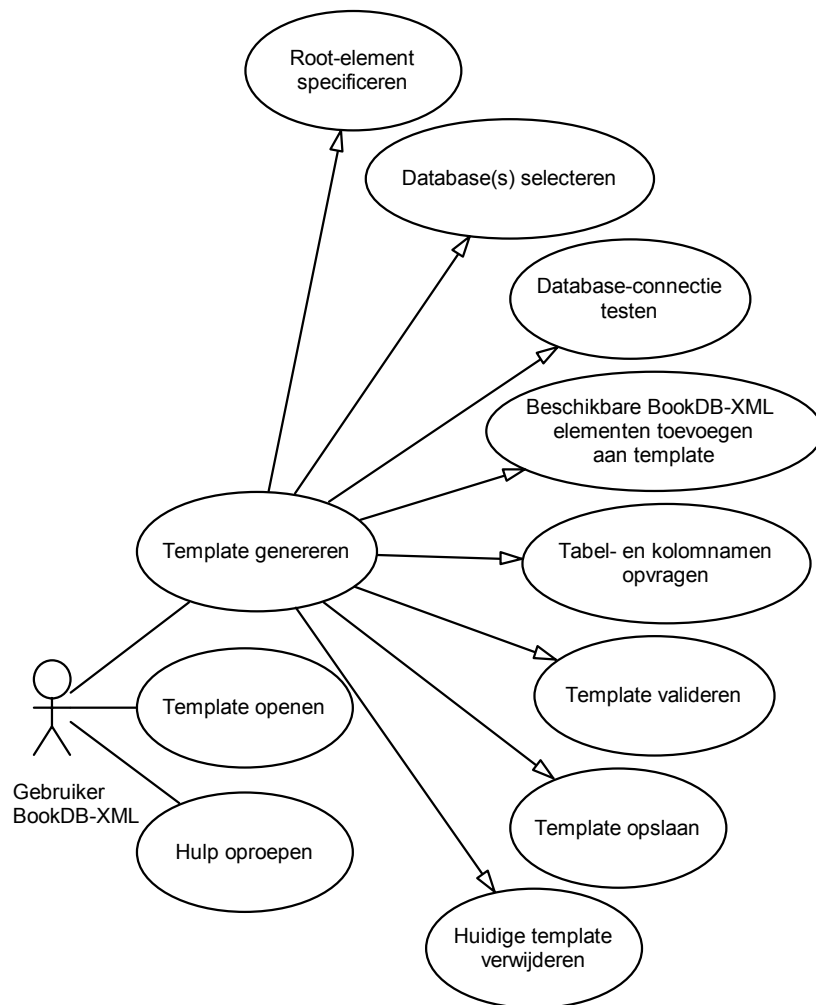 Root-element
specificeren
Database(s) selecteren
Database-connectie
testen
Beschikbare BookDB-XML
elementen toevoegen
aan template
Template genereren
Tabel- en kolomnamen
opvragen
Template valideren
Template openen
Gebruiker
BookDB-XML
Template opslaan
Hulp oproepen
Huidige template
verwijderen